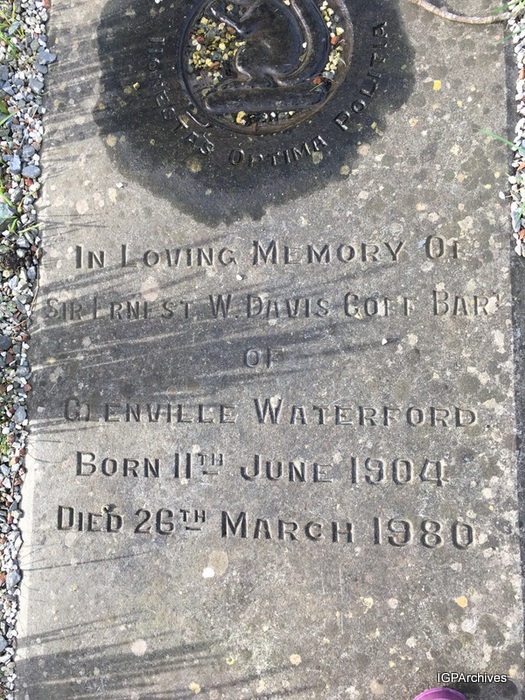 Honestas Optima Politia
In Loving Memory Of
Sir Ernest W. Davis Goff Bart
of
Glenville Waterford.
Born 11th June 1904
Died 26th March 1980
IGPArchives